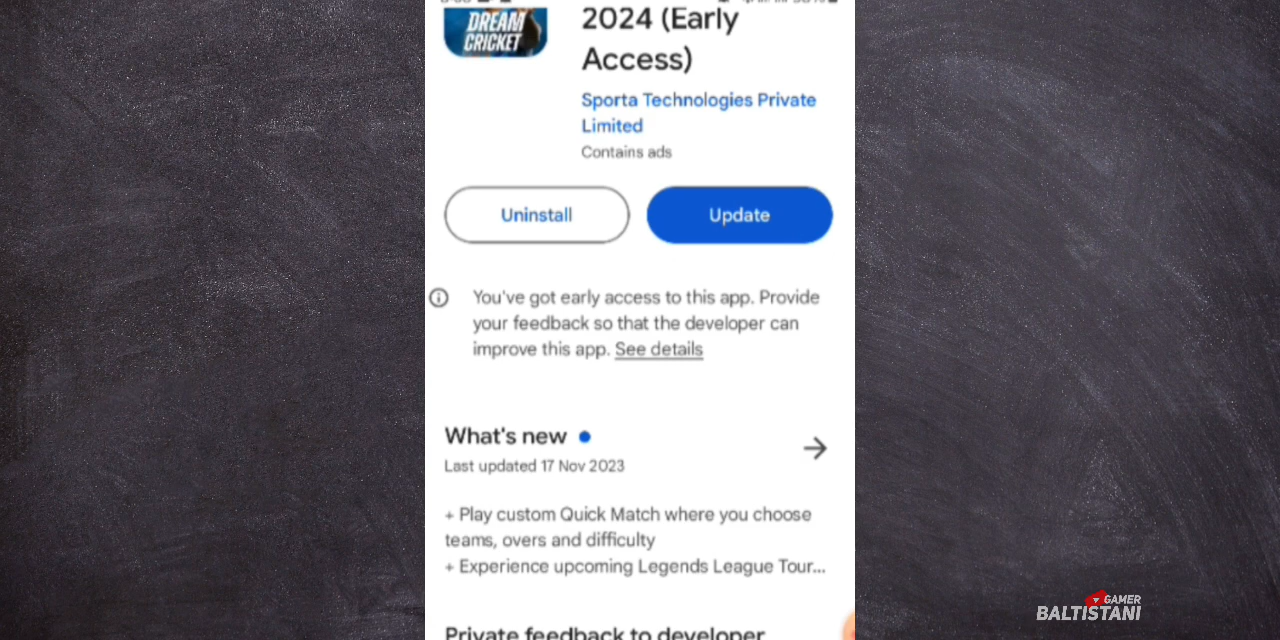 DREAM
CRICKET
2024 (Early
Access)
Sporta Technologies Private
Limited
Contains ads
Uninstall
Update
You've got early access to this app. Provide
your feedback so that the developer can
improve this app. See details
What's new
Last updated 17 Nov 2023
+ Play custom Quick Match where you choose
teams, overs and difficulty
+ Experience upcoming Legends League Tour...
Private feedback to developer
GAMER
BALTISTANI